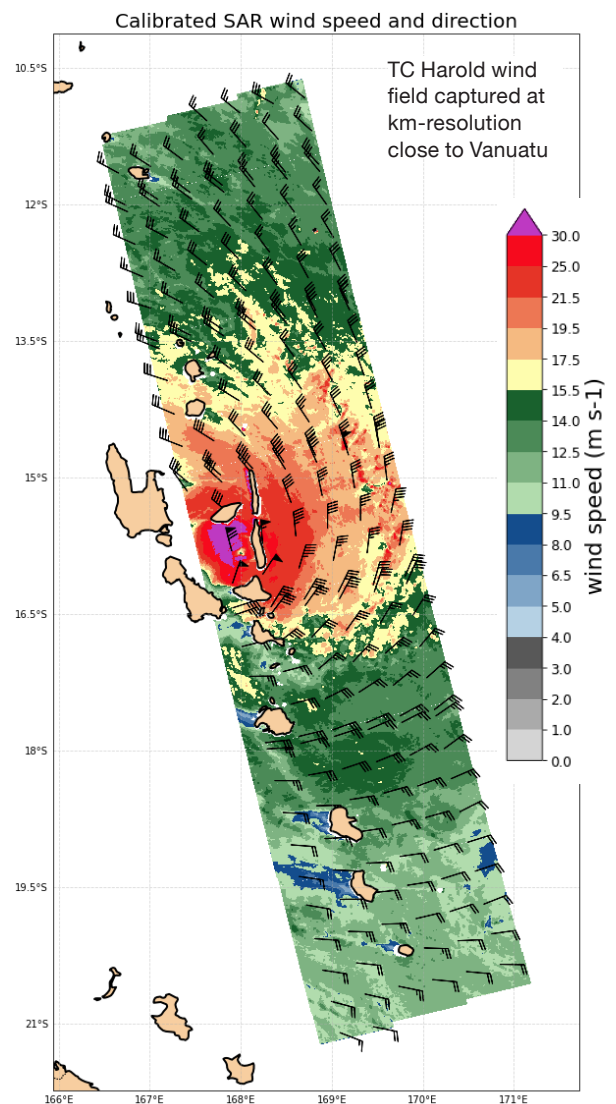 Calibrated SAR wind speed and direction
TC Harold wind
field captured at
km-resolution
close to Vanuatu
10.5°S
12°S
13.5°S
15°S
16.5°S
18°S
19.5°S
21°S
166°E
167°E
168°E
169°E
170°E
171°E
30.0
25.0
21.5
19.5
17.5
15.5
14.0
12.5
11.0
9.5
8.0
6.5
5.0
4.0
3.0
2.0
1.0
0.0
wind speed (m s-1)